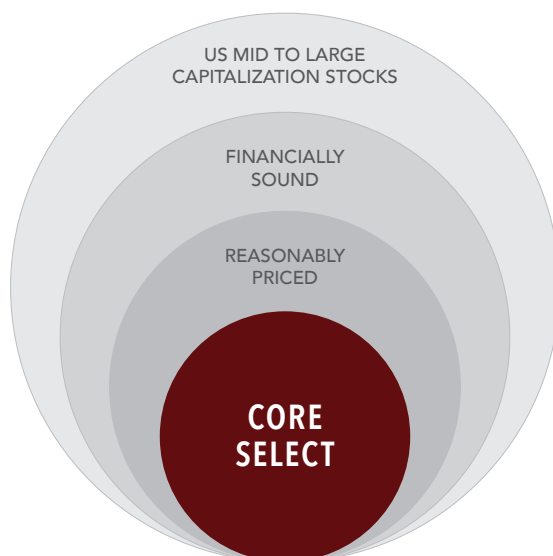 US MID TO LARGE
CAPITALIZATION STOCKS
FINANCIALLY
SOUND
REASONABLY
PRICED
CORE
SELECT